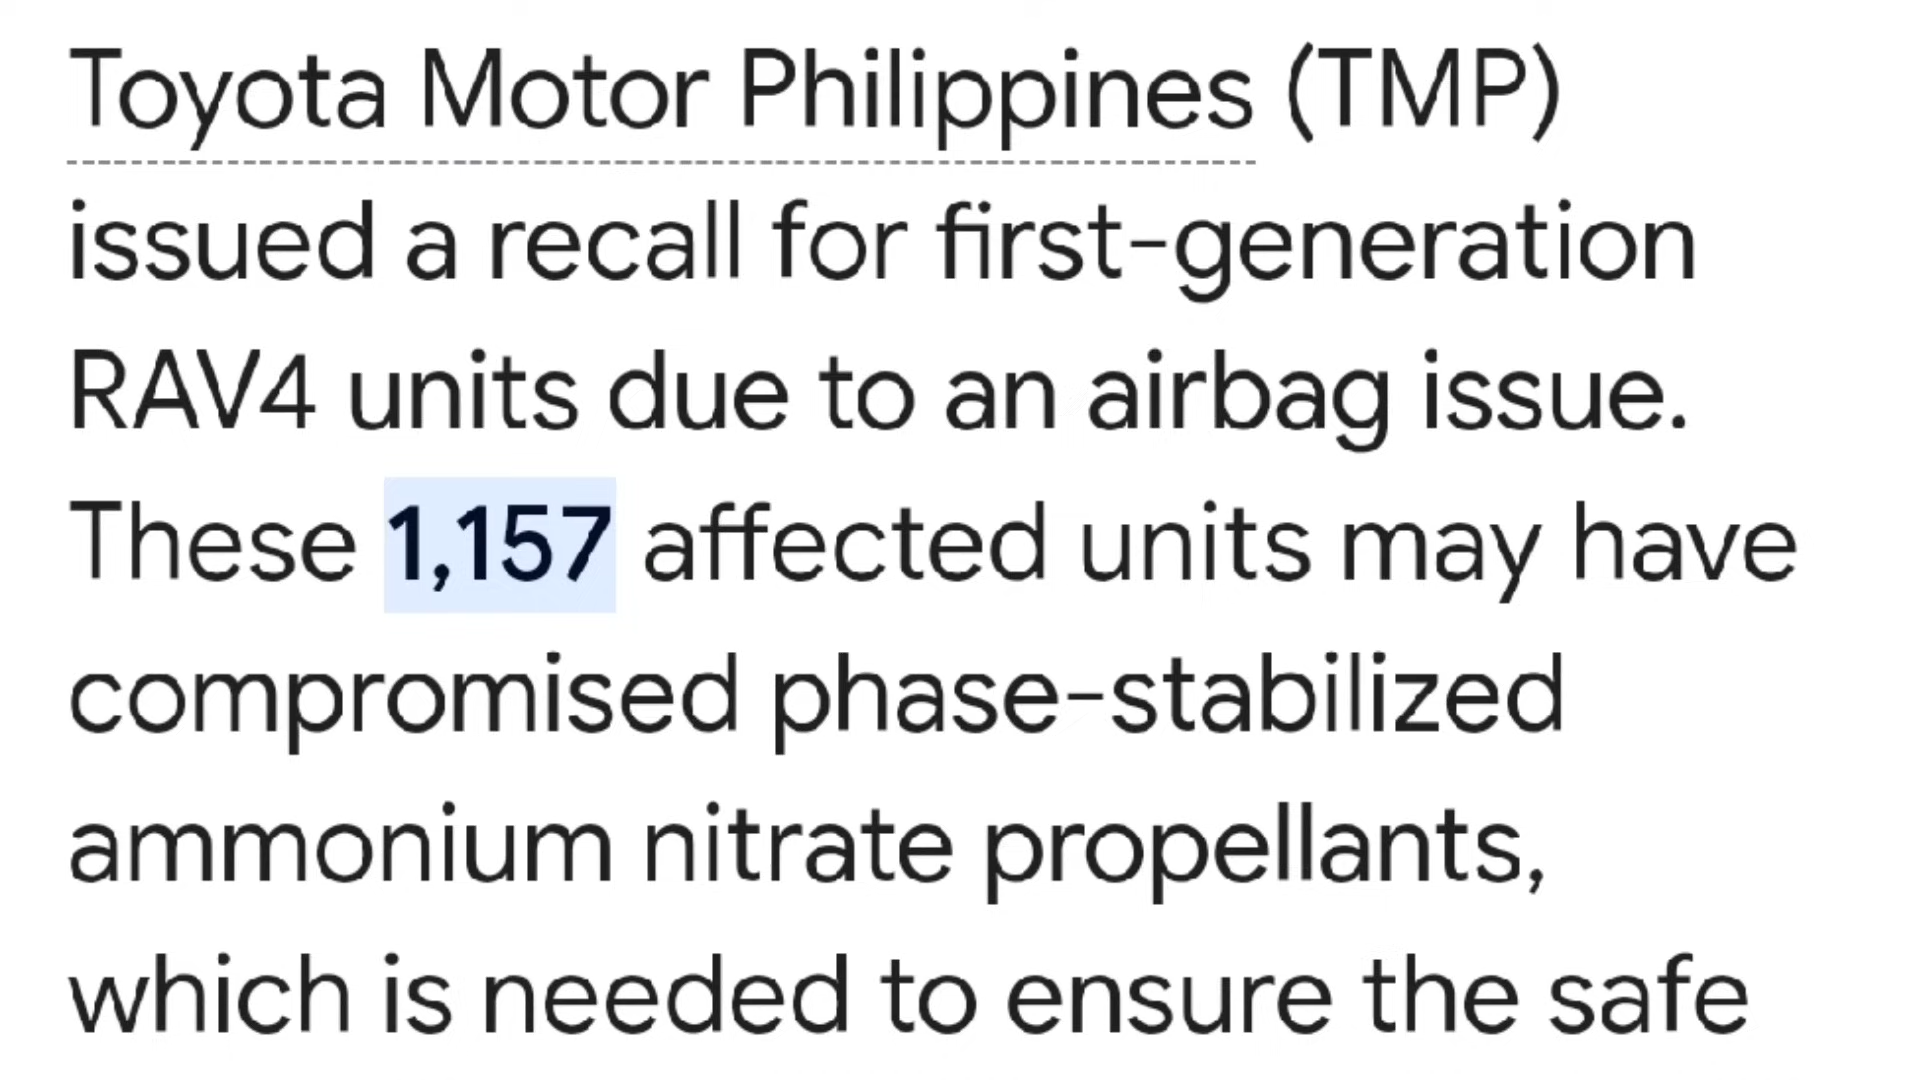 Toyota Motor Philippines (TMP)
issued a recall for first-generation
RAV4 units due to an airbag issue.
These 1,157 affected units may have
compromised phase-stabilized
ammonium nitrate propellants,
which is needed to ensure the safe